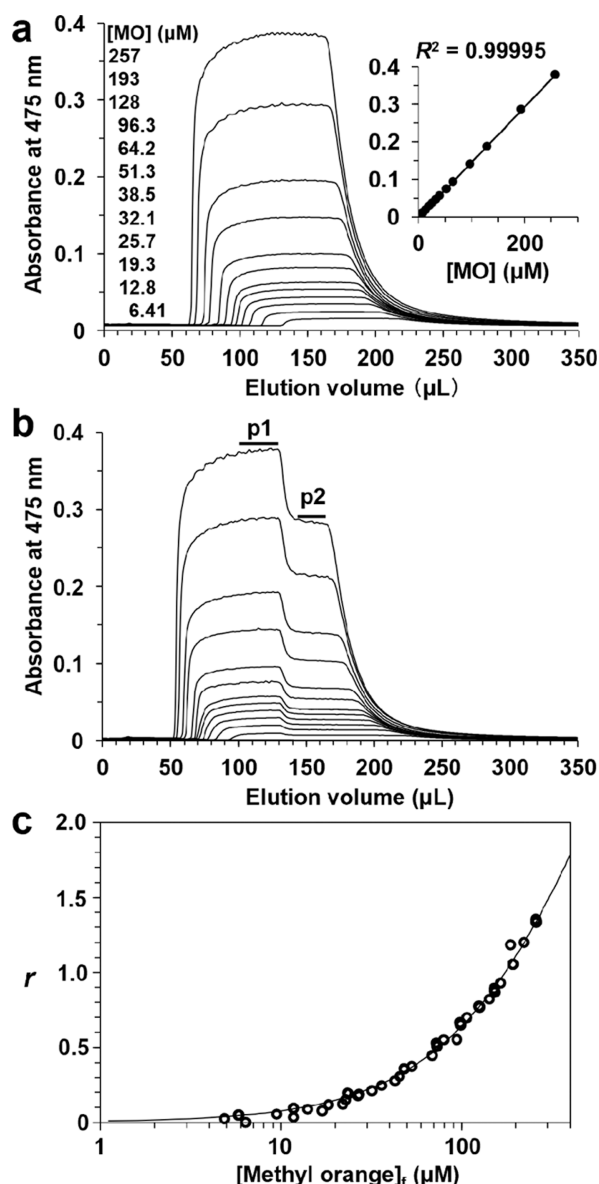 a
[MO] (µM)
257
193
128
96.3
64.2
51.3
38.5
32.1
25.7
19.3
12.8
6.41
R² = 0.99995
0.4
0.3
0.2
0.1
0
0
200
[MO] (µM)
Absorbance at 475 nm
0.4
0.3
0.2
0.1
0
0 50 100 150 200 250 300 350
Elution volume (µL)
b
p1
p2
Absorbance at 475 nm
0.4
0.3
0.2
0.1
0
0 50 100 150 200 250 300 350
Elution volume (µL)
c
r
2.0
1.5
1.0
0.5
0
1 10 100
[Methyl orange]f (µM)